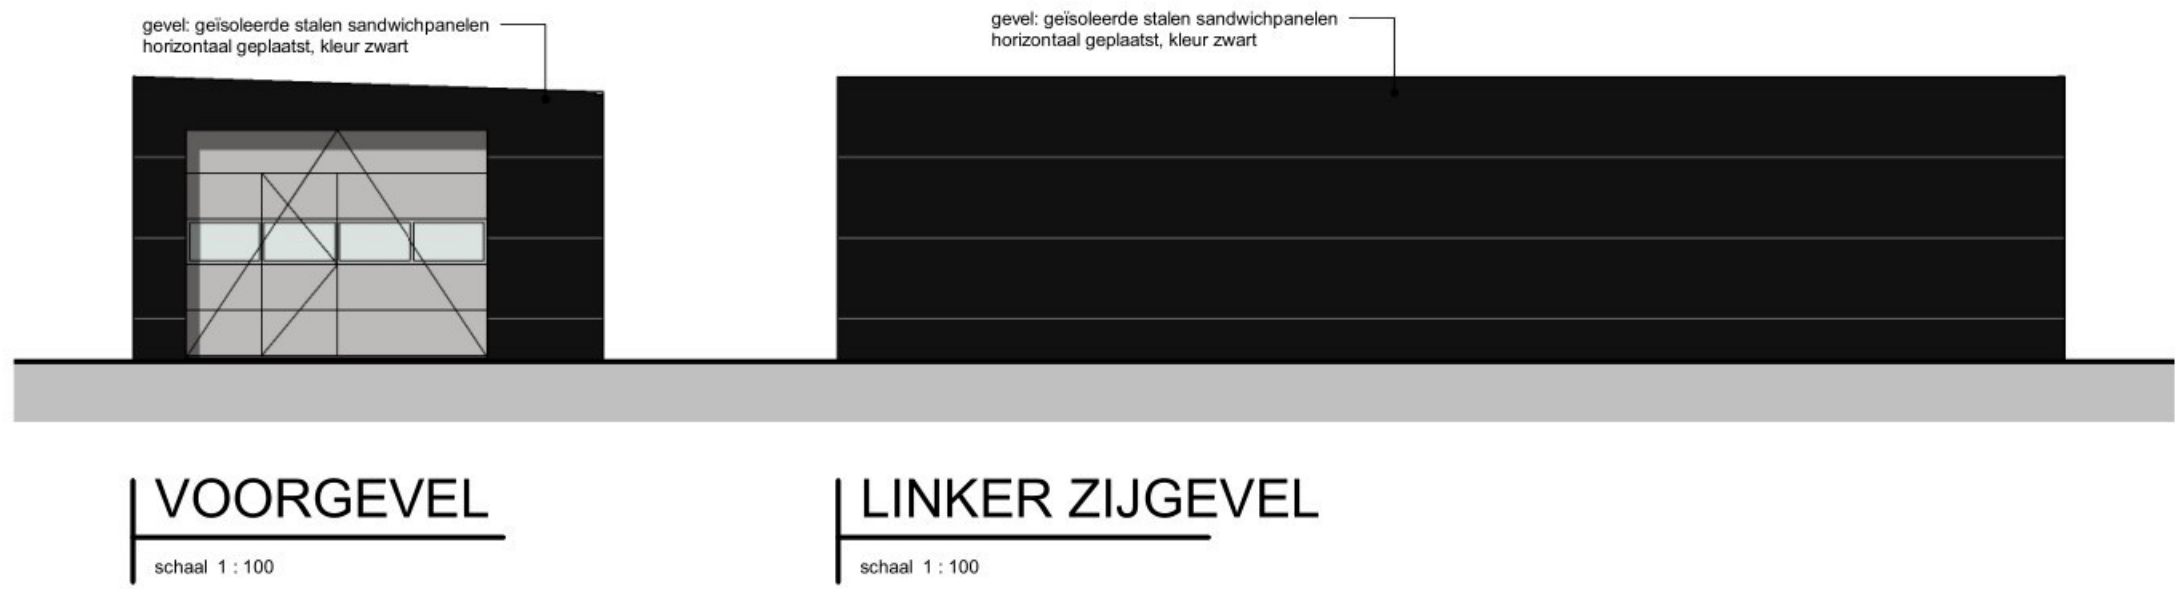 gevel: geïsoleerde stalen sandwichpanelen
horizontaal geplaatst, kleur zwart
gevel: geïsoleerde stalen sandwichpanelen
horizontaal geplaatst, kleur zwart
VOORGEVEL
schaal 1 : 100
LINKER ZIJGEVEL
schaal 1 : 100